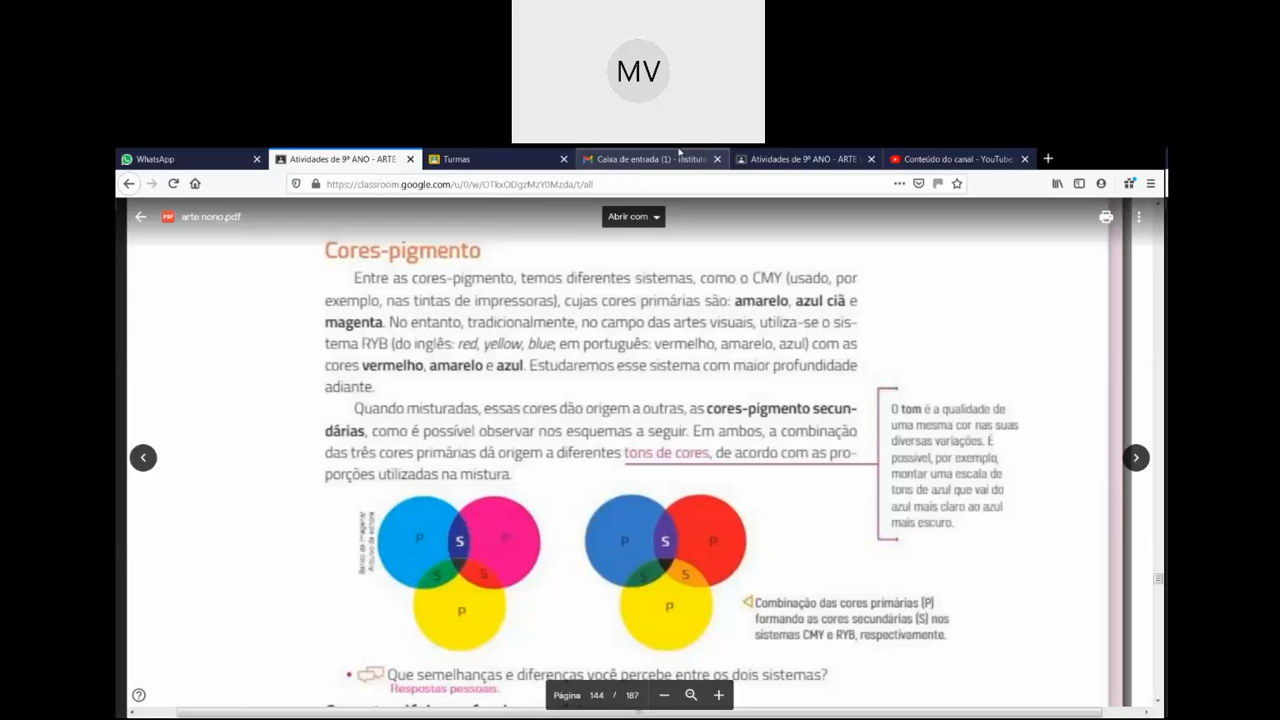 MV
WhatsApp
Atividades de 9º ANO - ARTE
Turmas
Caixa de entrada (1) - Instituto
Atividades de 9º ANO - ARTE
Conteúdo do canal - YouTube
https://classroom.google.com/u/0/w/OTkxODgzMzY0Mzda/t/all
PDF arte nono.pdf
Abrir com
Cores-pigmento
Entre as cores-pigmento, temos diferentes sistemas, como o CMY (usado, por
exemplo, nas tintas de impressoras), cujas cores primárias são: amarelo, azul ciã e
magenta. No entanto, tradicionalmente, no campo das artes visuais, utiliza-se o sis-
tema RYB (do inglês: red, yellow, blue; em português: vermelho, amarelo, azul) com as
cores vermelho, amarelo e azul. Estudaremos esse sistema com maior profundidade
adiante.
Quando misturadas, essas cores dão origem a outras, as cores-pigmento secun-
dárias, como é possível observar nos esquemas a seguir. Em ambos, a combinação
das três cores primárias dá origem a diferentes tons de cores, de acordo com as pro-
porções utilizadas na mistura.
O tom é a qualidade de
uma mesma cor nas suas
diversas variações. É
possível, por exemplo,
montar uma escala de
tons de azul que vai do
azul mais claro ao azul
mais escuro.
Banco de imagens/
Arquivo da editora
P S P
S S
P
P S P
S S
P
Combinação das cores primárias (P)
formando as cores secundárias (S) nos
sistemas CMY e RYB, respectivamente.
• Que semelhanças e diferenças você percebe entre os dois sistemas?
Respostas pessoais.
Página 144 / 187